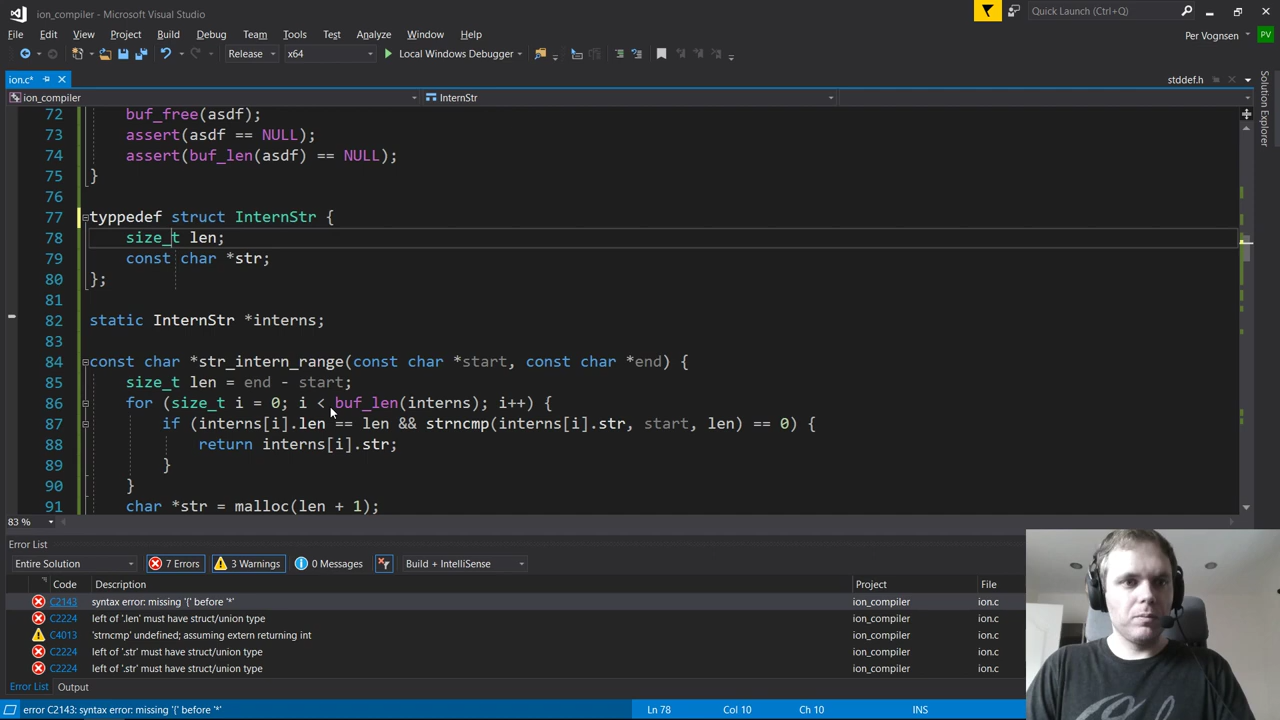 ion_compiler - Microsoft Visual Studio
Quick Launch (Ctrl+Q)
File Edit View Project Build Debug Team Tools Test Analyze Window Help
Per Vognsen PV
Release x64 Local Windows Debugger
ion.c*
stddef.h
ion_compiler
InternStr
Solution Explorer
72 buf_free(asdf);
73 assert(asdf == NULL);
74 assert(buf_len(asdf) == NULL);
75 }
76
77 typpedef struct InternStr {
78 size_t len;
79 const char *str;
80 };
81
82 static InternStr *interns;
83
84 const char *str_intern_range(const char *start, const char *end) {
85 size_t len = end - start;
86 for (size_t i = 0; i < buf_len(interns); i++) {
87 if (interns[i].len == len && strncmp(interns[i].str, start, len) == 0) {
88 return interns[i].str;
89 }
90 }
91 char *str = malloc(len + 1);
83 %
Error List
Entire Solution 7 Errors 3 Warnings 0 Messages Build + IntelliSense
Code Description Project File
C2143 syntax error: missing '{' before '*' ion_compiler ion.c
C2224 left of '.len' must have struct/union type ion_compiler ion.c
C4013 'strncmp' undefined; assuming extern returning int ion_compiler ion.c
C2224 left of '.str' must have struct/union type ion_compiler ion.c
C2224 left of '.str' must have struct/union type ion_compiler ion.c
Error List Output
error C2143: syntax error: missing '{' before '*' Ln 78 Col 10 Ch 10 INS